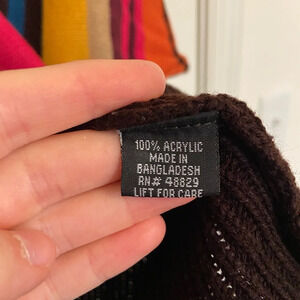 100% ACRYLIC
MADE IN
BANGLADESH
RN# 48829
LIFT FOR CARE